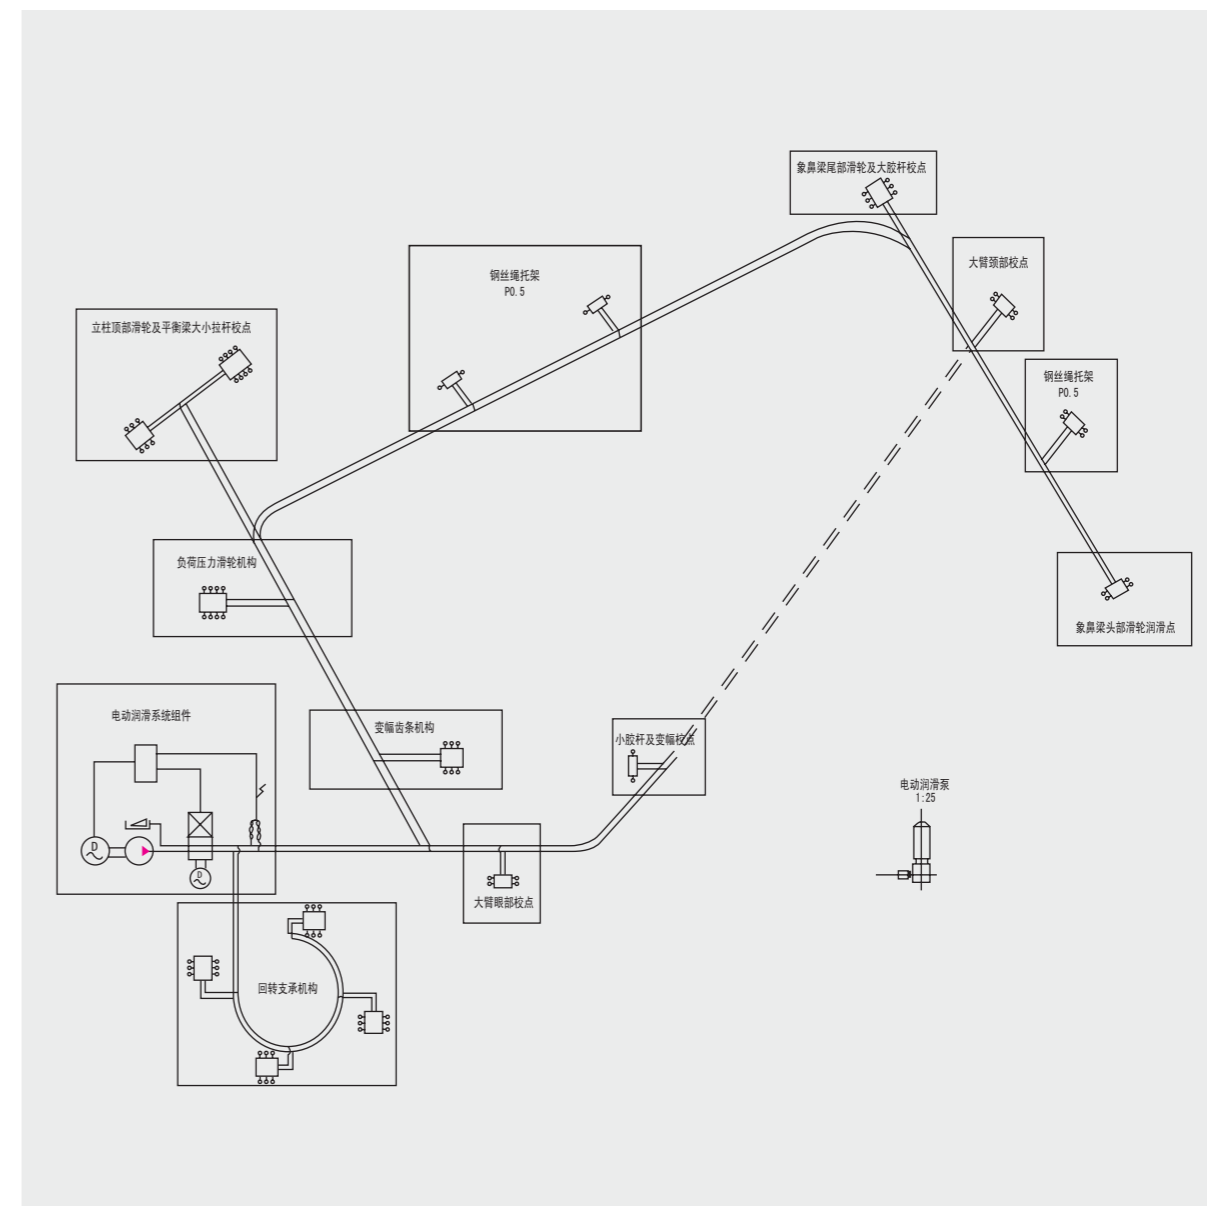 象鼻梁尾部滑轮及大胶杆校点
大臂颈部校点
钢丝绳托架
P0.5
立柱顶部滑轮及平衡梁大小拉杆校点
钢丝绳托架
P0.5
负荷压力滑轮机构
象鼻梁头部滑轮润滑点
电动润滑系统组件
变幅齿条机构
小胶杆及变幅校点
电动润滑泵
1:25
D
D
大臂眼部校点
回转支承机构